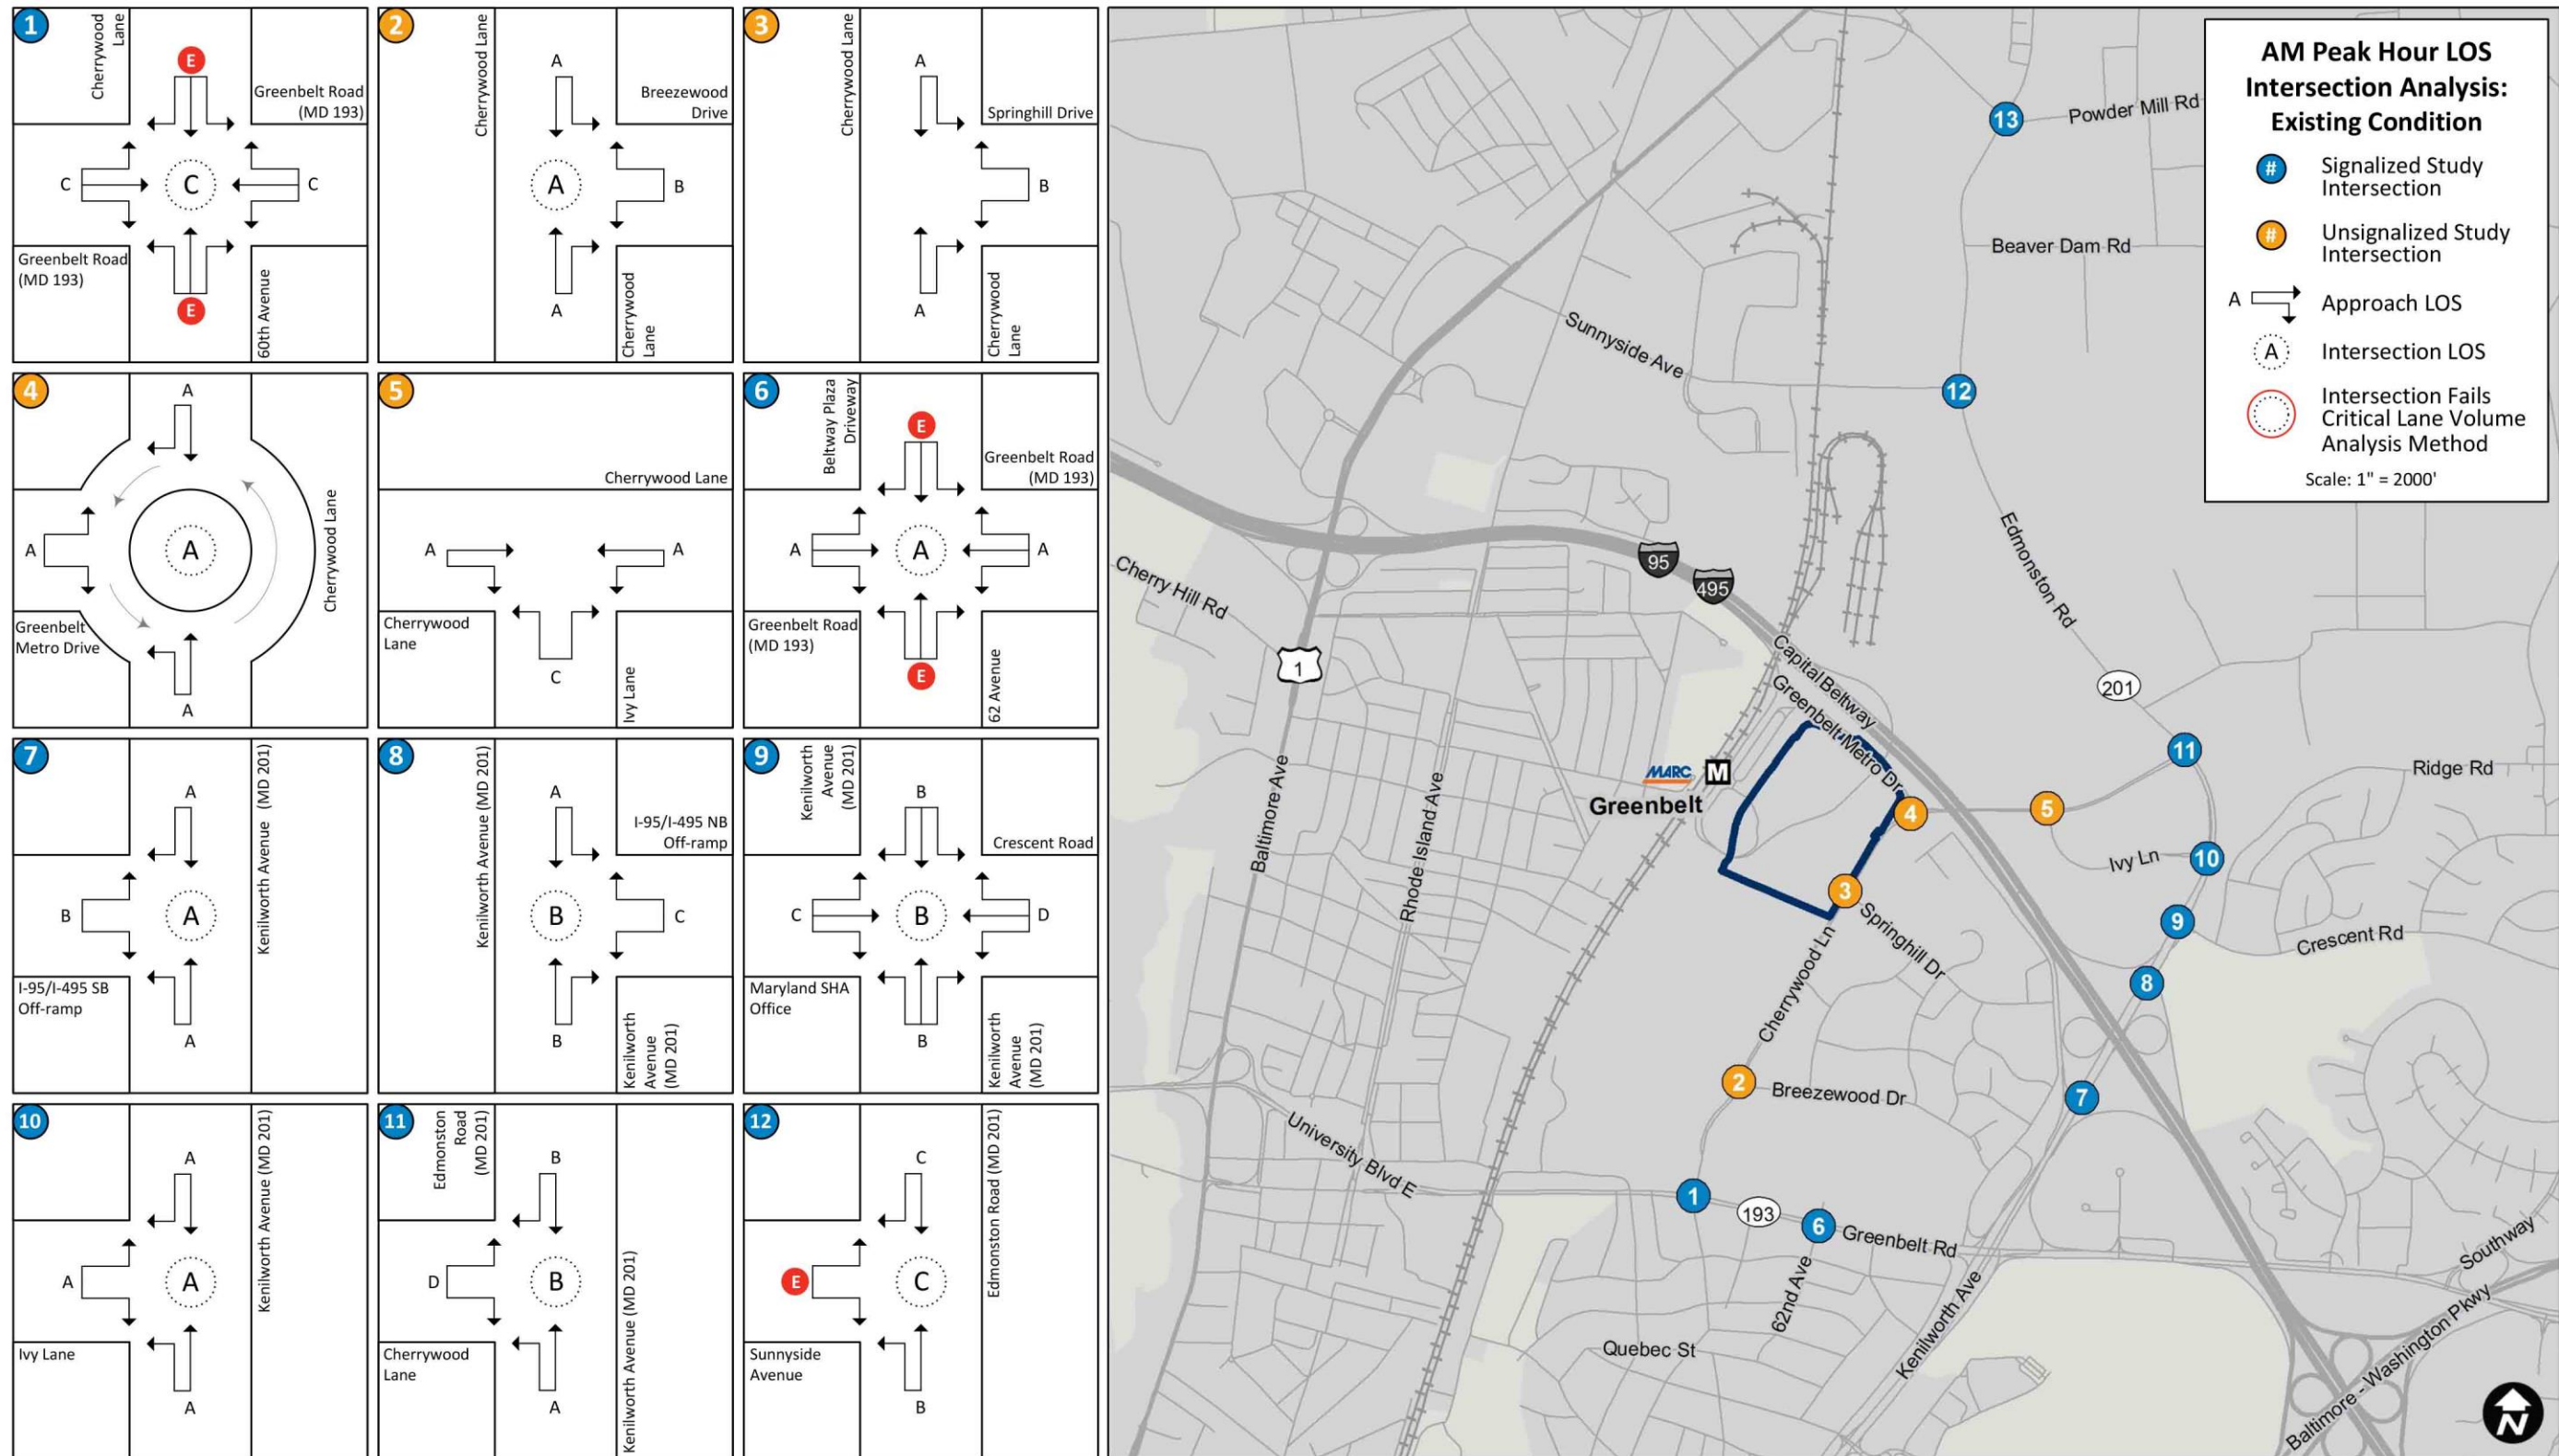 1
Cherrywood
Lane
E
Greenbelt Road
(MD 193)
C
C
C
Greenbelt Road
(MD 193)
E
60th Avenue
2
Cherrywood Lane
A
Breezewood
Drive
A
B
A
Cherrywood
Lane
3
Cherrywood Lane
A
Springhill Drive
B
A
Cherrywood
Lane
4
A
A
A
Cherrywood Lane
Greenbelt
Metro Drive
A
5
Cherrywood Lane
A
A
Cherrywood
Lane
C
Ivy Lane
6
Beltway Plaza
Driveway
E
Greenbelt Road
(MD 193)
A
A
A
Greenbelt Road
(MD 193)
E
62 Avenue
7
A
Kenilworth Avenue (MD 201)
B
A
I-95/I-495 SB
Off-ramp
A
8
Kenilworth Avenue (MD 201)
A
I-95/I-495 NB
Off-ramp
B
C
B
Kenilworth
Avenue
(MD 201)
9
Kenilworth
Avenue
(MD 201)
B
Crescent Road
C
B
D
Maryland SHA
Office
B
Kenilworth
Avenue
(MD 201)
10
A
Kenilworth Avenue (MD 201)
A
A
Ivy Lane
A
11
Edmonston
Road
(MD 201)
B
D
B
Cherrywood
Lane
A
Kenilworth Avenue (MD 201)
12
C
Edmonston Road (MD 201)
E
C
Sunnyside
Avenue
B
AM Peak Hour LOS
Intersection Analysis:
Existing Condition
# Signalized Study
Intersection
# Unsignalized Study
Intersection
A Approach LOS
A Intersection LOS
Intersection Fails
Critical Lane Volume
Analysis Method
Scale: 1" = 2000'
13
Powder Mill Rd
Beaver Dam Rd
Sunnyside Ave
12
Edmonston Rd
95
495
Cherry Hill Rd
Capital Beltway
1
Greenbelt Metro Dr
201
11
Ridge Rd
MARC M
Greenbelt
4
5
Baltimore Ave
Rhode Island Ave
Ivy Ln
10
3
Springhill Dr
9
Crescent Rd
Cherrywood Ln
8
2
Breezewood Dr
7
University Blvd E
1
193
6
Greenbelt Rd
Southway
62nd Ave
Kenilworth Ave
Quebec St
Baltimore - Washington Pkwy
N